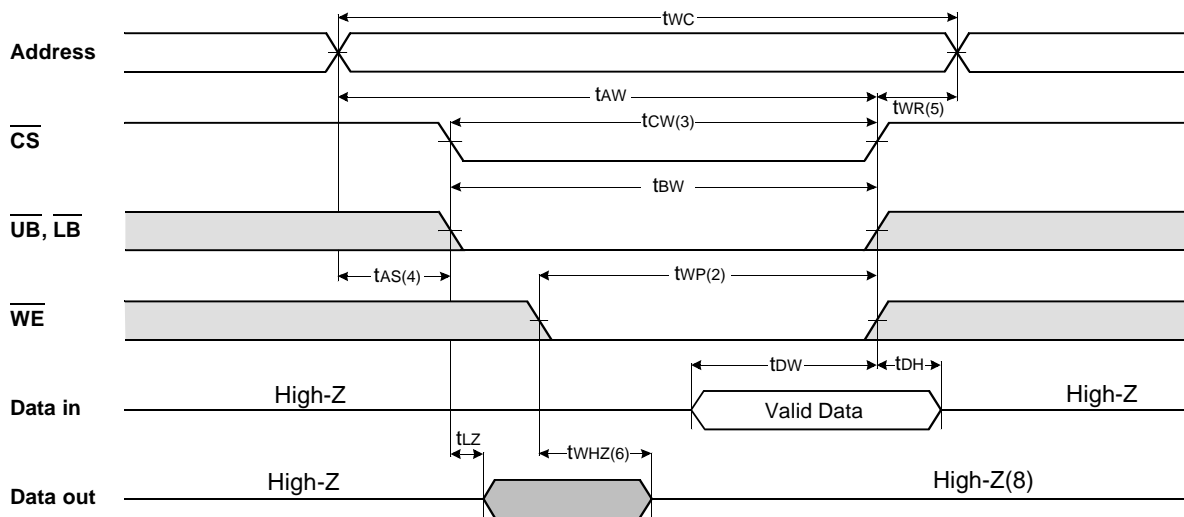 tWC
Address
tAW
tWR(5)
tCW(3)
CS
tBW
UB, LB
tAS(4)
tWP(2)
WE
tDW
tDH
High-Z
Valid Data
High-Z
Data in
tLZ
tWHZ(6)
High-Z
High-Z(8)
Data out